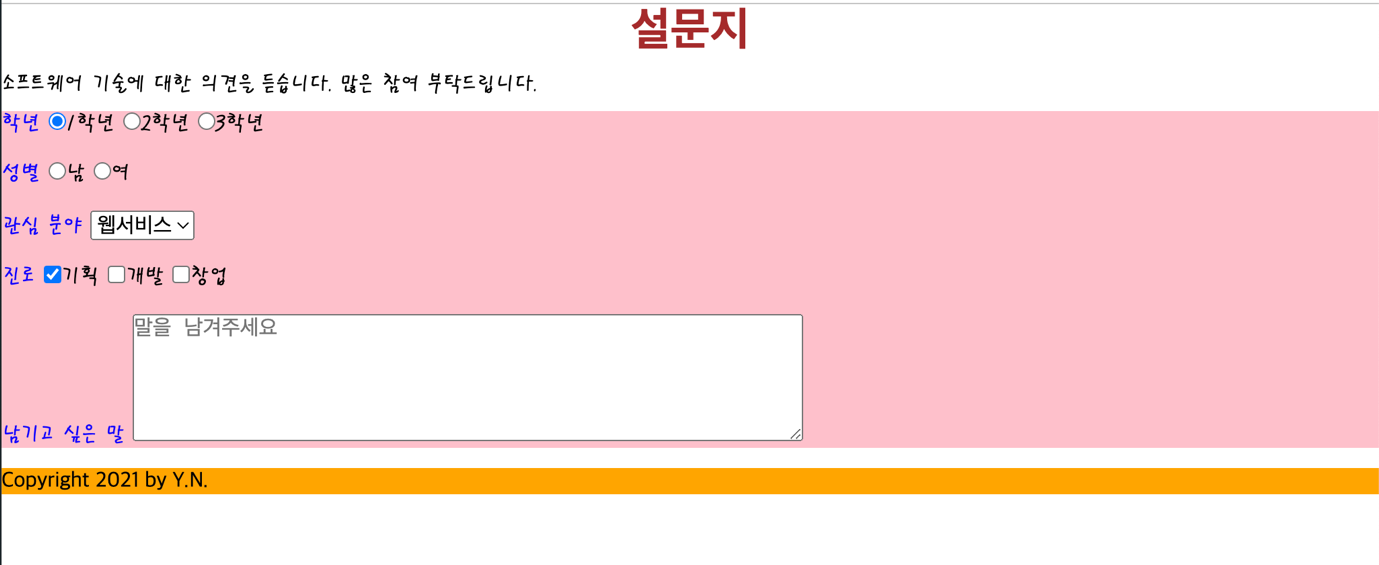 설문지
소프트웨어 기술에 대한 의견을 듣습니다. 많은 참여 부탁드립니다.
학년 1학년 2학년 3학년
성별 남 여
관심 분야 웹서비스
진로 기획 개발 창업
말을 남겨주세요
남기고 싶은 말
Copyright 2021 by Y.N.